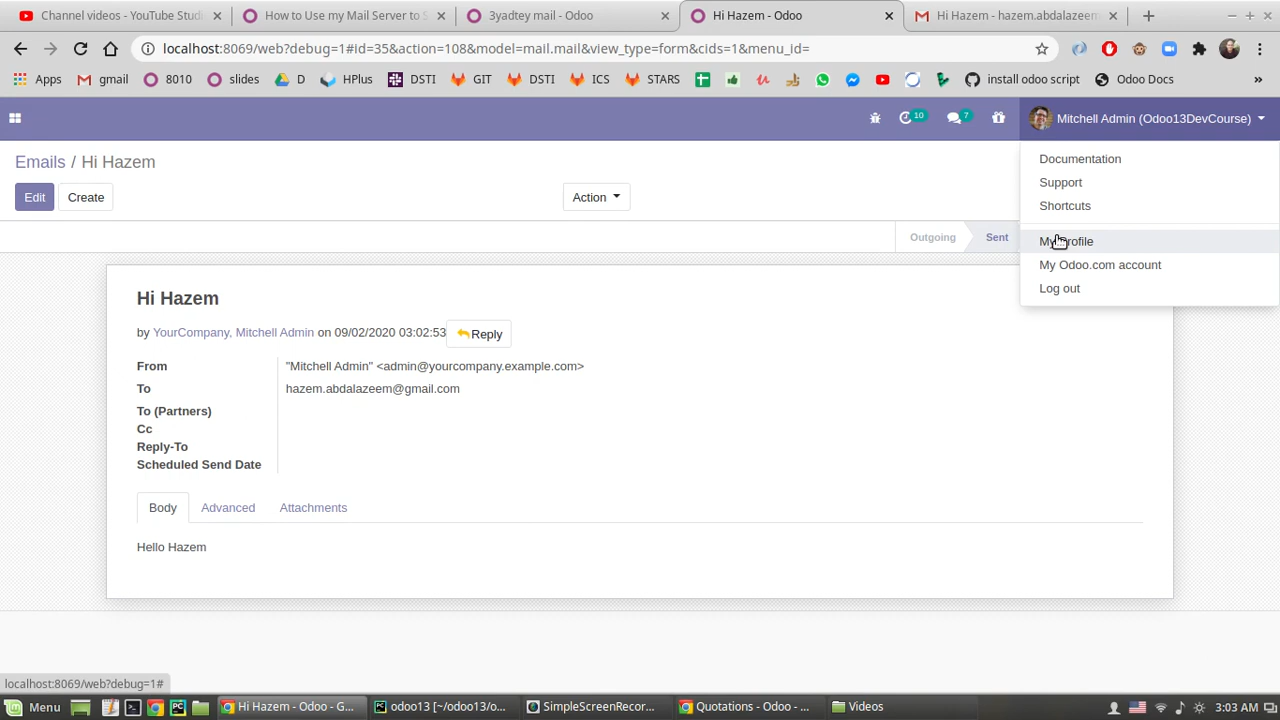 Channel videos - YouTube Studi
How to Use my Mail Server to S
3yadtey mail - Odoo
Hi Hazem - Odoo
Hi Hazem - hazem.abdalazeem
localhost:8069/web?debug=1#id=35&action=108&model=mail.mail&view_type=form&cids=1&menu_id=
Apps
gmail
8010
slides
D
HPlus
DSTI
GIT
DSTI
ICS
STARS
install odoo script
Odoo Docs
»
10
7
Mitchell Admin (Odoo13DevCourse)
Emails / Hi Hazem
Documentation
Support
Shortcuts
My Profile
My Odoo.com account
Log out
Edit
Create
Action
Outgoing
Sent
Hi Hazem
by YourCompany, Mitchell Admin on 09/02/2020 03:02:53
Reply
From "Mitchell Admin" <admin@yourcompany.example.com>
To hazem.abdalazeem@gmail.com
To (Partners)
Cc
Reply-To
Scheduled Send Date
Body
Advanced
Attachments
Hello Hazem
localhost:8069/web?debug=1#
Menu
Hi Hazem - Odoo - G...
odoo13 [~/odoo13/o...
SimpleScreenRecor...
Quotations - Odoo - ...
Videos
3:03 AM